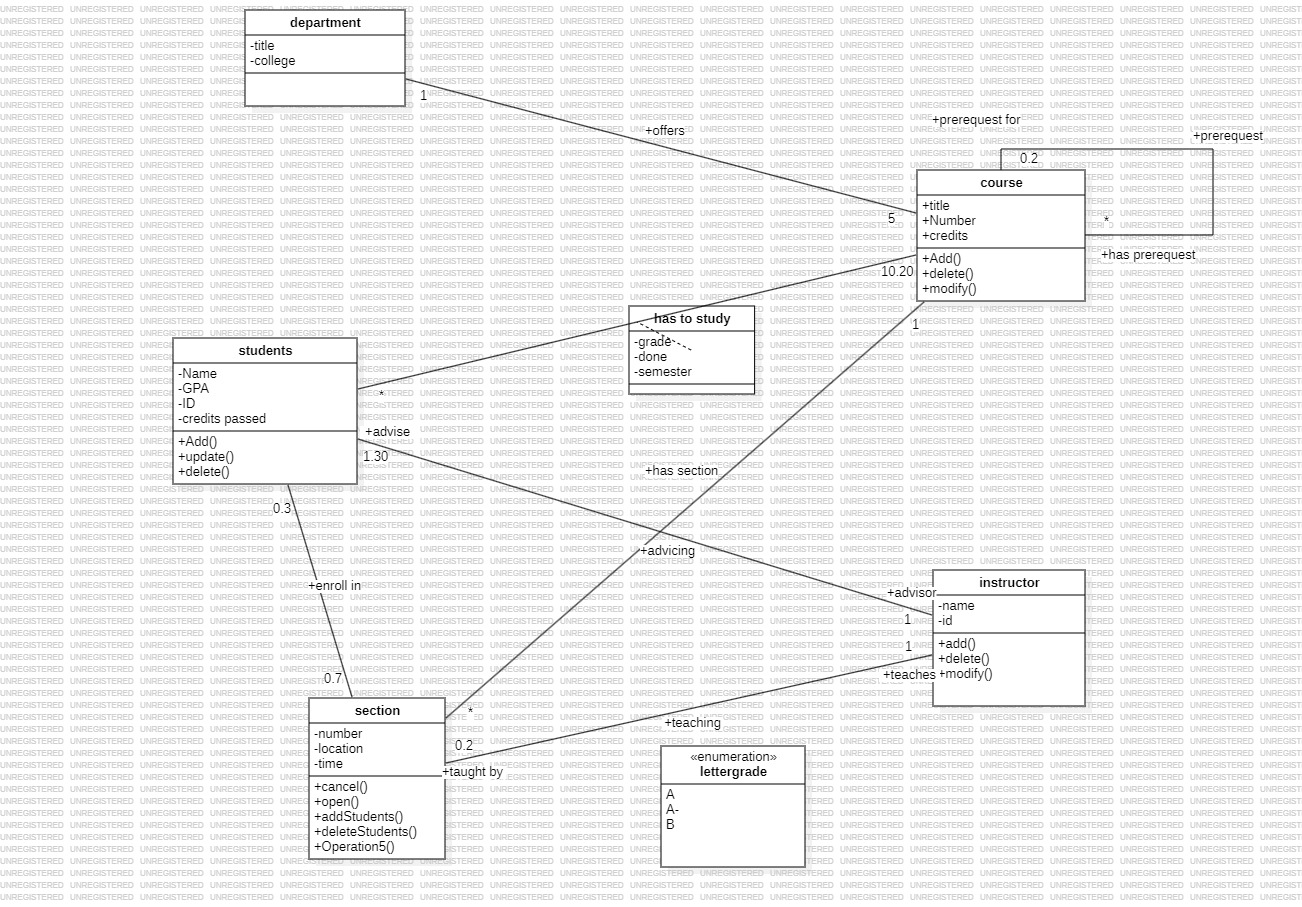 department
-title
-college
1
+offers
5
+prerequest for
+prerequest
0.2
course
+title
+Number
+credits
+Add()
+delete()
+modify()
*
+has prerequest
10.20
1
has to study
-grade
-done
-semester
students
-Name
-GPA
-ID
-credits passed
+Add()
+update()
+delete()
*
+advise
1.30
+has section
+advicing
0.3
+enroll in
0.7
+advisor
1
instructor
-name
-id
+add()
+delete()
+modify()
1
+teaches
section
-number
-location
-time
+cancel()
+open()
+addStudents()
+deleteStudents()
+Operation5()
*
0.2
+taught by
+teaching
«enumeration»
lettergrade
A
A-
B
UNREGISTERED